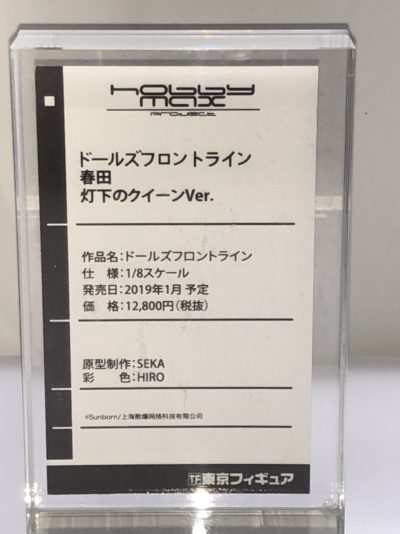 hobby
max
project
ドールズフロントライン
春田
灯下のクイーンVer.
作品名:ドールズフロントライン
仕　様:1/8スケール
発売日:2019年1月 予定
価　格:12,800円(税抜)
原型制作:SEKA
彩　　色:HIRO
©Sunborn/上海散爆网络科技有限公司
TF東京フィギュア